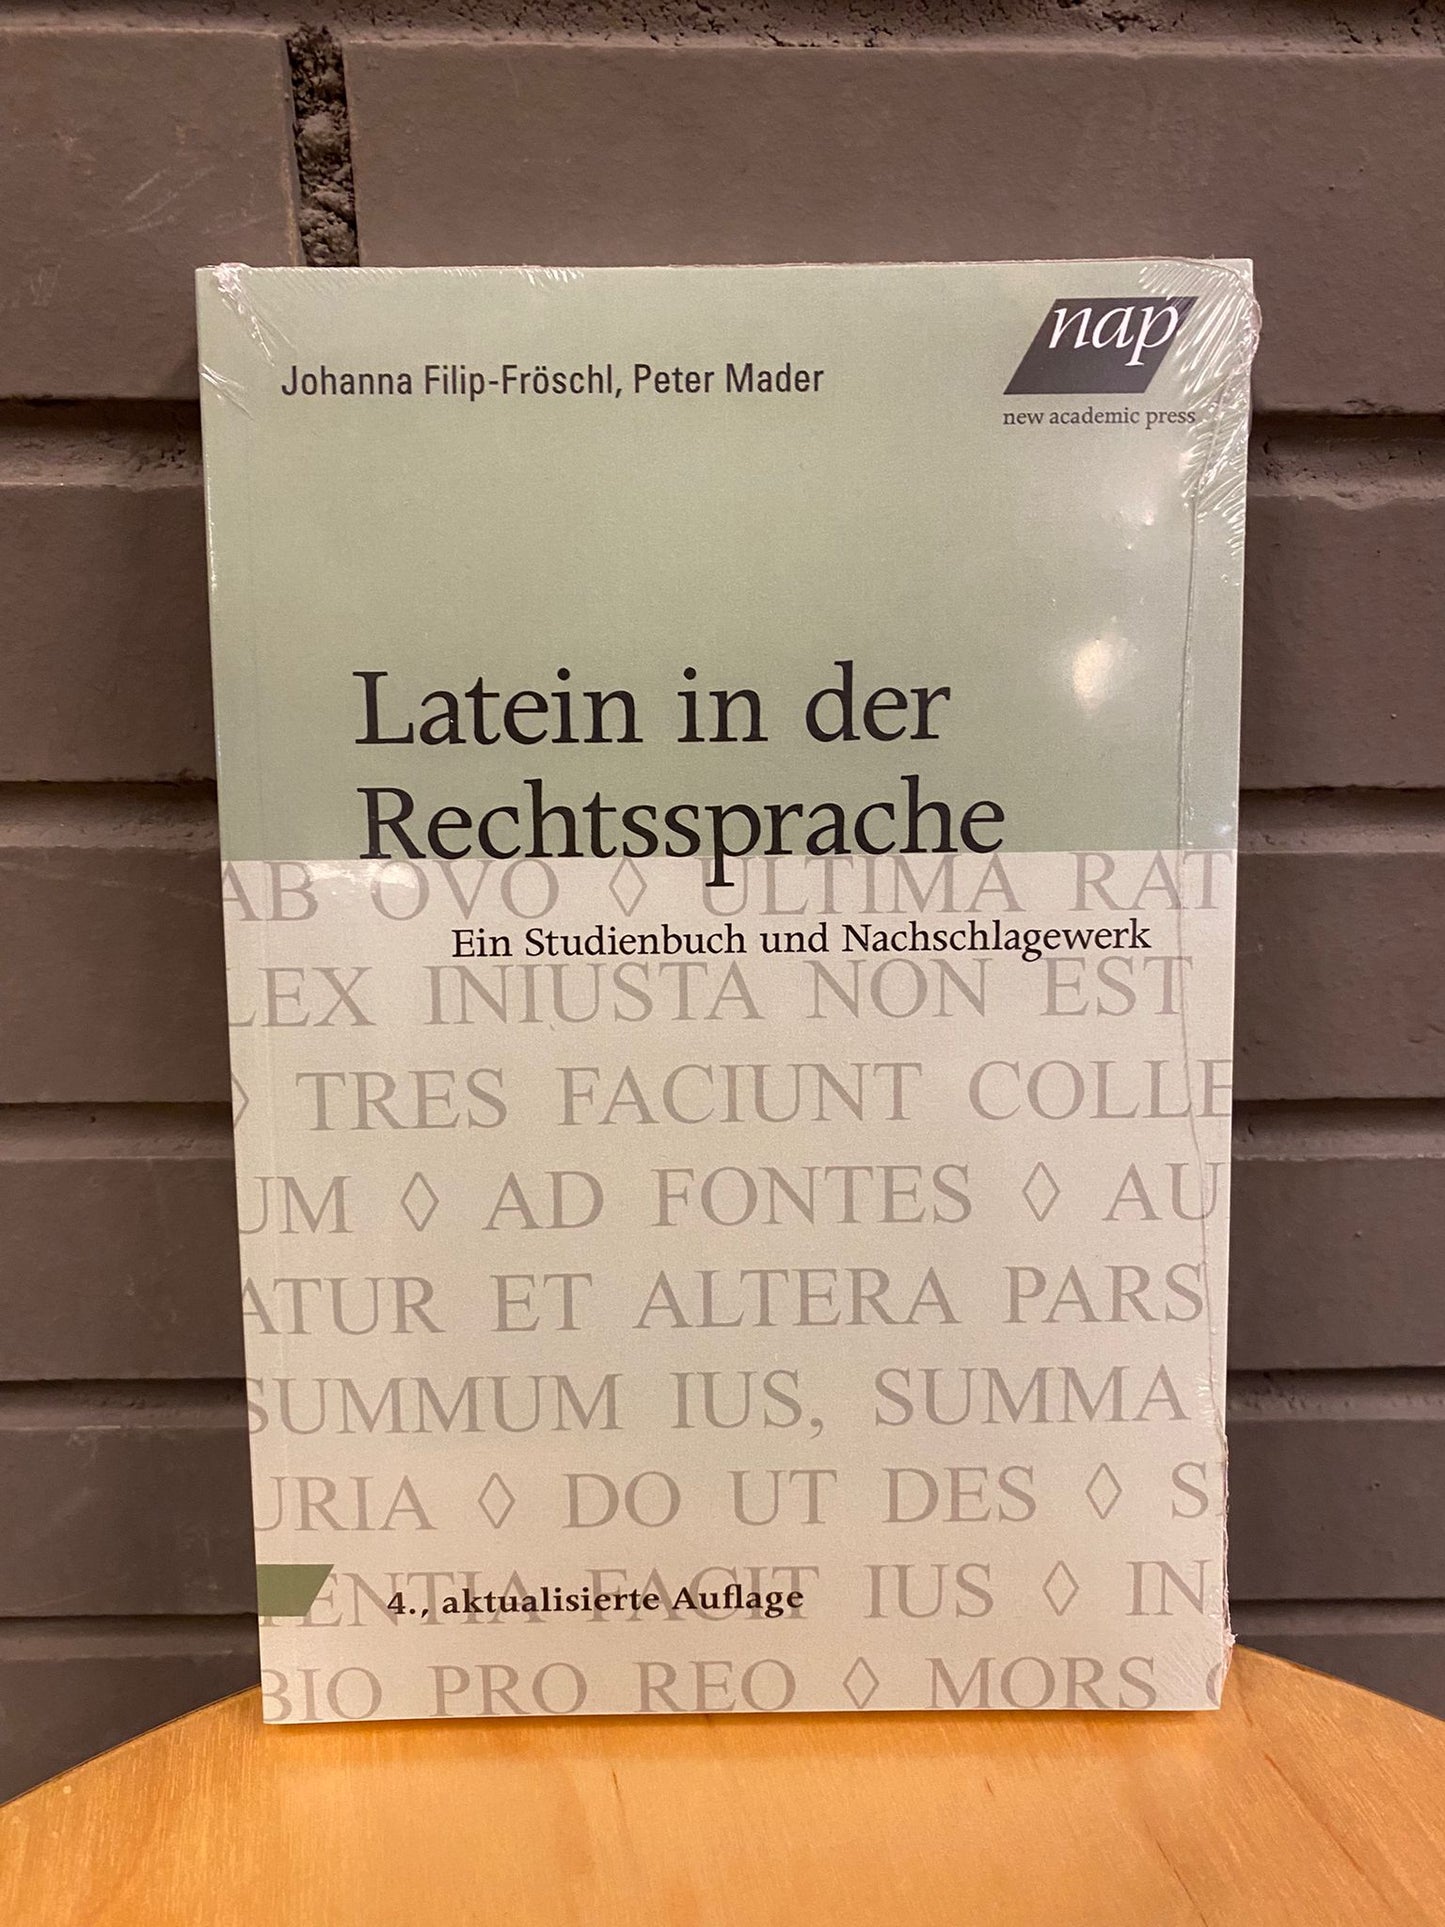 nap
new academic press
Johanna Filip-Fröschl, Peter Mader
Latein in der
Rechtssprache
AB OVO ◊ ULTIMA RAT
Ein Studienbuch und Nachschlagewerk
LEX INIUSTA NON EST
◊ TRES FACIUNT COLLE
UM ◊ AD FONTES ◊ AU
ATUR ET ALTERA PARS
SUMMUM IUS, SUMMA
URIA ◊ DO UT DES ◊ S
ENTIA FACIT IUS ◊ IN
4., aktualisierte Auflage
BIO PRO REO ◊ MORS